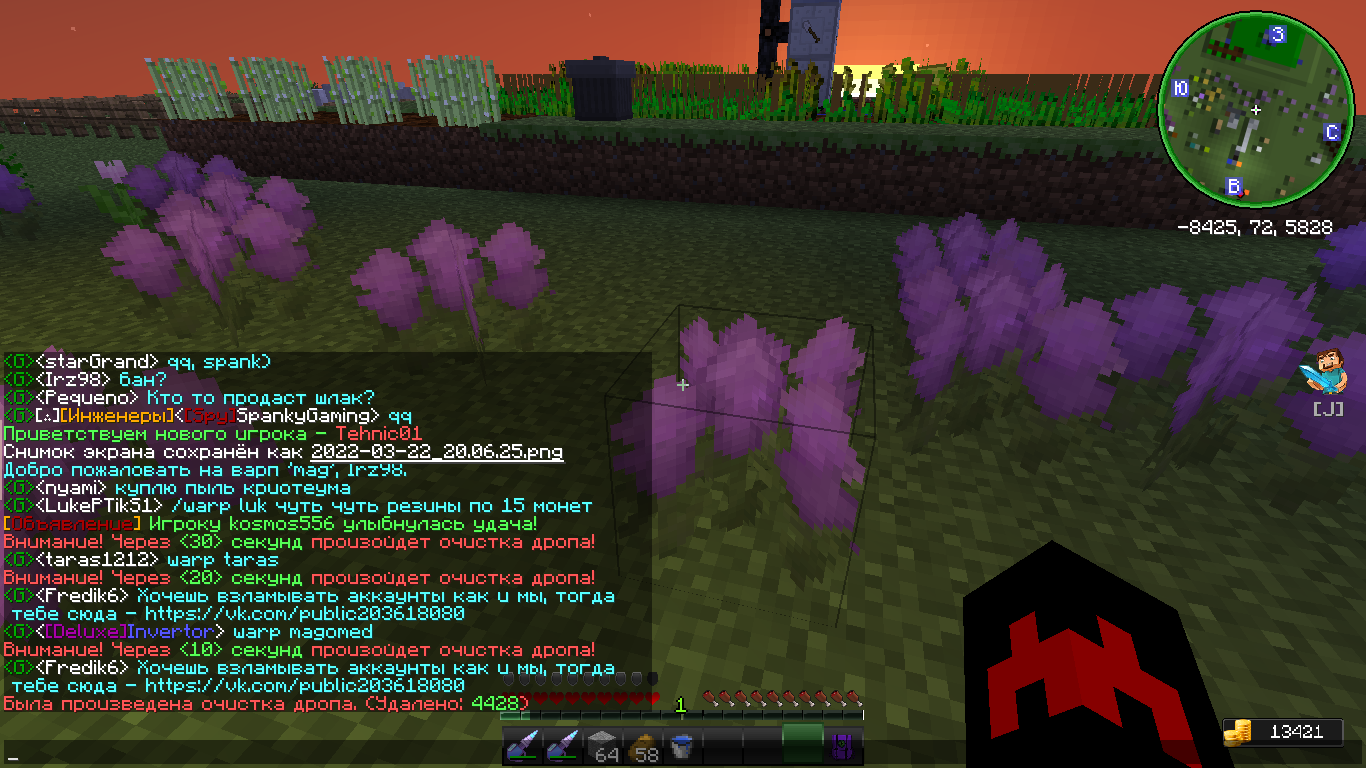 З
Ю
С
В
-8425, 72, 5828
<G><starGrand> qq, spank)
<G><Irz98> бан?
<G><Pequeno> Кто то продаст шлак?
<G>[∴][Инженеры]<[Spy]SpankyGaming> qq
Приветствуем нового игрока - Tehnic01
Снимок экрана сохранён как 2022-03-22_20.06.25.png
Добро пожаловать на варп 'mag', Irz98.
<G><nyami> куплю пыль криотеума
<G><LukePTikS1> /warp luk чуть чуть резины по 15 монет
[Объявление] Игроку kosmos556 улыбнулась удача!
Внимание! Через <30> секунд произойдет очистка дропа!
<G><taras1212> warp taras
Внимание! Через <20> секунд произойдет очистка дропа!
<G><Fredik6> Хочешь взламывать аккаунты как и мы, тогда
тебе сюда - https://vk.com/public203618080
<G><[Deluxe]Invertor> warp magomed
Внимание! Через <10> секунд произойдет очистка дропа!
<G><Fredik6> Хочешь взламывать аккаунты как и мы, тогда
тебе сюда - https://vk.com/public203618080
Была произведена очистка дропа. (Удалено: 4428)
[J]
1
64
58
13421
_